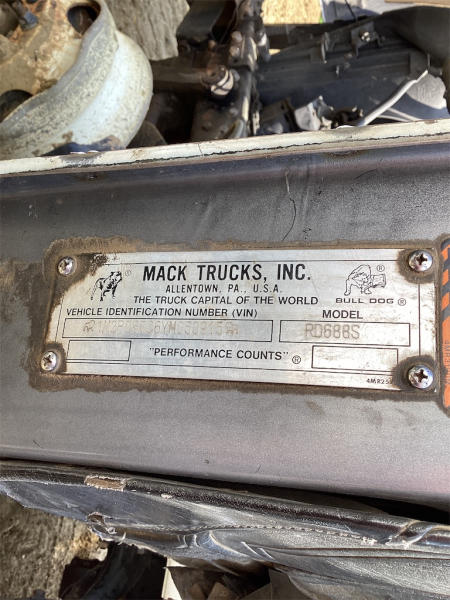 MACK TRUCKS, INC.
ALLENTOWN, PA., U.S.A.
THE TRUCK CAPITAL OF THE WORLD
BULL DOG ®
VEHICLE IDENTIFICATION NUMBER (VIN) MODEL
RD688S
"PERFORMANCE COUNTS" ®